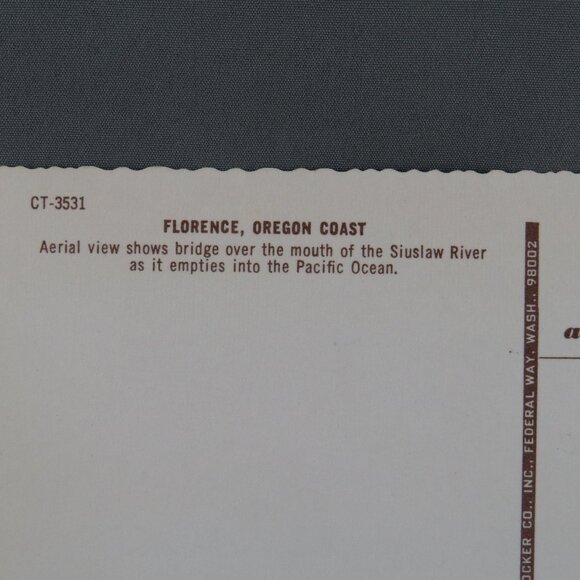 CT-3531
FLORENCE, OREGON COAST
Aerial view shows bridge over the mouth of the Siuslaw River
as it empties into the Pacific Ocean.
CO., INC., FEDERAL WAY, WASH., 98002